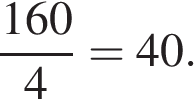 160/4 = 40.